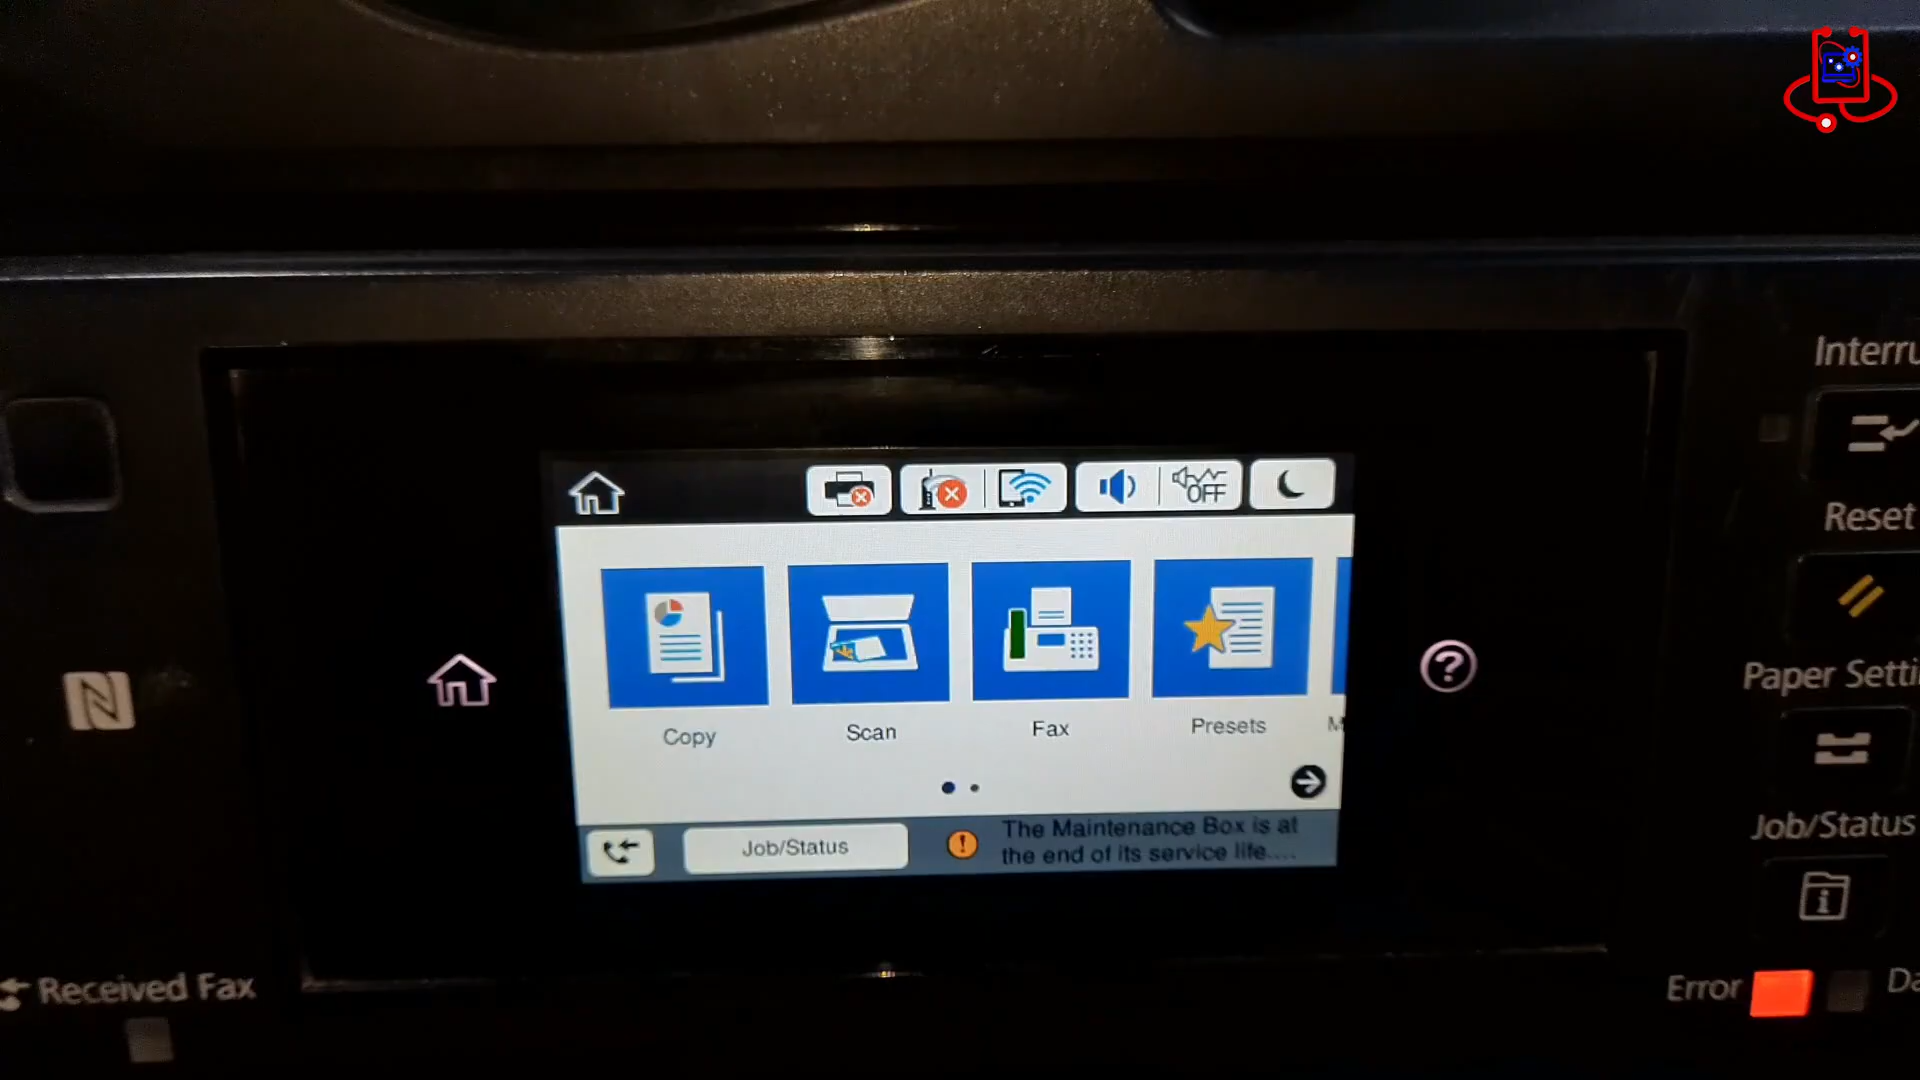 Interru
OFF
Reset
Copy
Scan
Fax
Presets
M
Paper Setti
Job/Status
The Maintenance Box is at
the end of its service life....
Job/Status
Received Fax
Error
Da